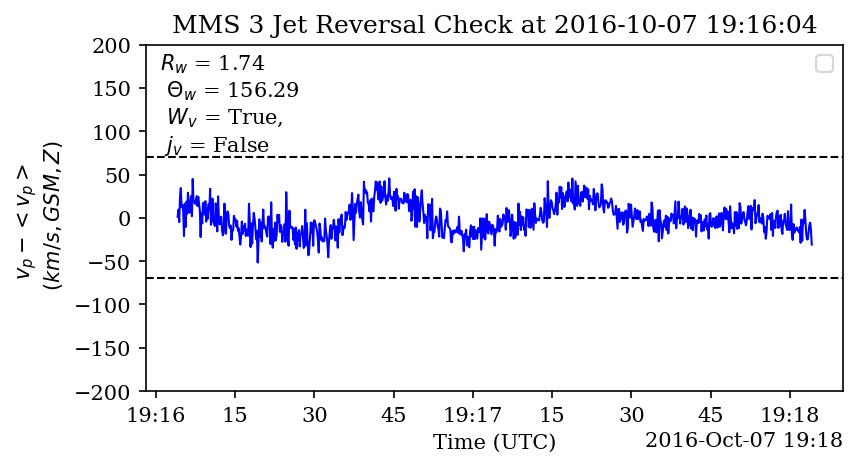 MMS 3 Jet Reversal Check at 2016-10-07 19:16:04
200
150
100
50
0
−50
−100
−150
−200
v_p − < v_p >
(km/s, GSM, Z)
R_w = 1.74
Θ_w = 156.29
W_v = True,
j_v = False
19:16 15 30 45 19:17 15 30 45 19:18
Time (UTC)
2016-Oct-07 19:18